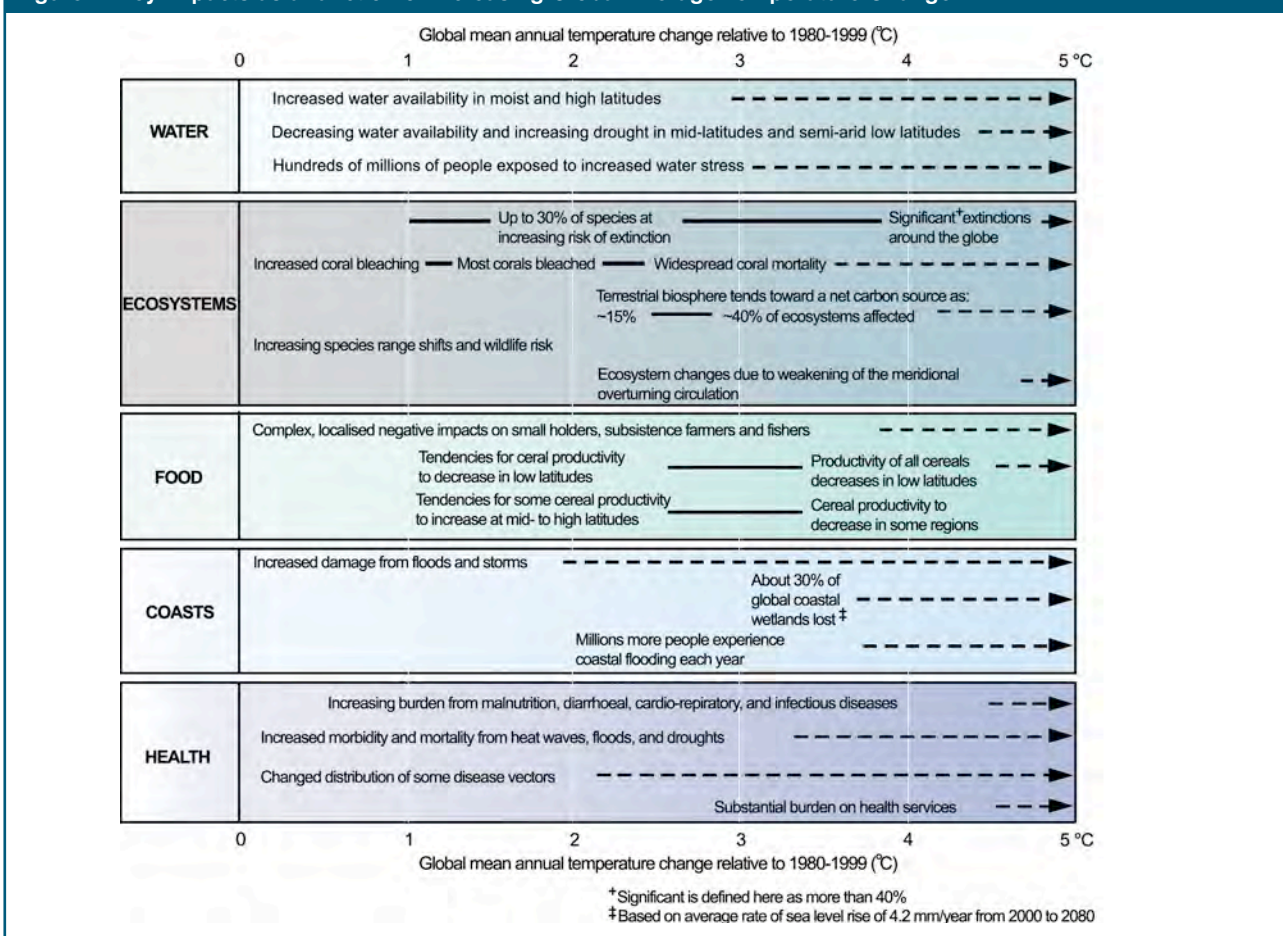 Global mean annual temperature change relative to 1980-1999 (°C)
0 1 2 3 4 5 °C
WATER
Increased water availability in moist and high latitudes
Decreasing water availability and increasing drought in mid-latitudes and semi-arid low latitudes
Hundreds of millions of people exposed to increased water stress
ECOSYSTEMS
Up to 30% of species at
increasing risk of extinction
Significant+ extinctions
around the globe
Increased coral bleaching Most corals bleached Widespread coral mortality
Terrestrial biosphere tends toward a net carbon source as:
~15% ~40% of ecosystems affected
Increasing species range shifts and wildlife risk
Ecosystem changes due to weakening of the meridional
overturning circulation
FOOD
Complex, localised negative impacts on small holders, subsistence farmers and fishers
Tendencies for ceral productivity
to decrease in low latitudes
Productivity of all cereals
decreases in low latitudes
Tendencies for some cereal productivity
to increase at mid- to high latitudes
Cereal productivity to
decrease in some regions
COASTS
Increased damage from floods and storms
About 30% of
global coastal
wetlands lost ‡
Millions more people experience
coastal flooding each year
HEALTH
Increasing burden from malnutrition, diarrhoeal, cardio-repiratory, and infectious diseases
Increased morbidity and mortality from heat waves, floods, and droughts
Changed distribution of some disease vectors
Substantial burden on health services
0 1 2 3 4 5 °C
Global mean annual temperature change relative to 1980-1999 (°C)
+Significant is defined here as more than 40%
‡Based on average rate of sea level rise of 4.2 mm/year from 2000 to 2080